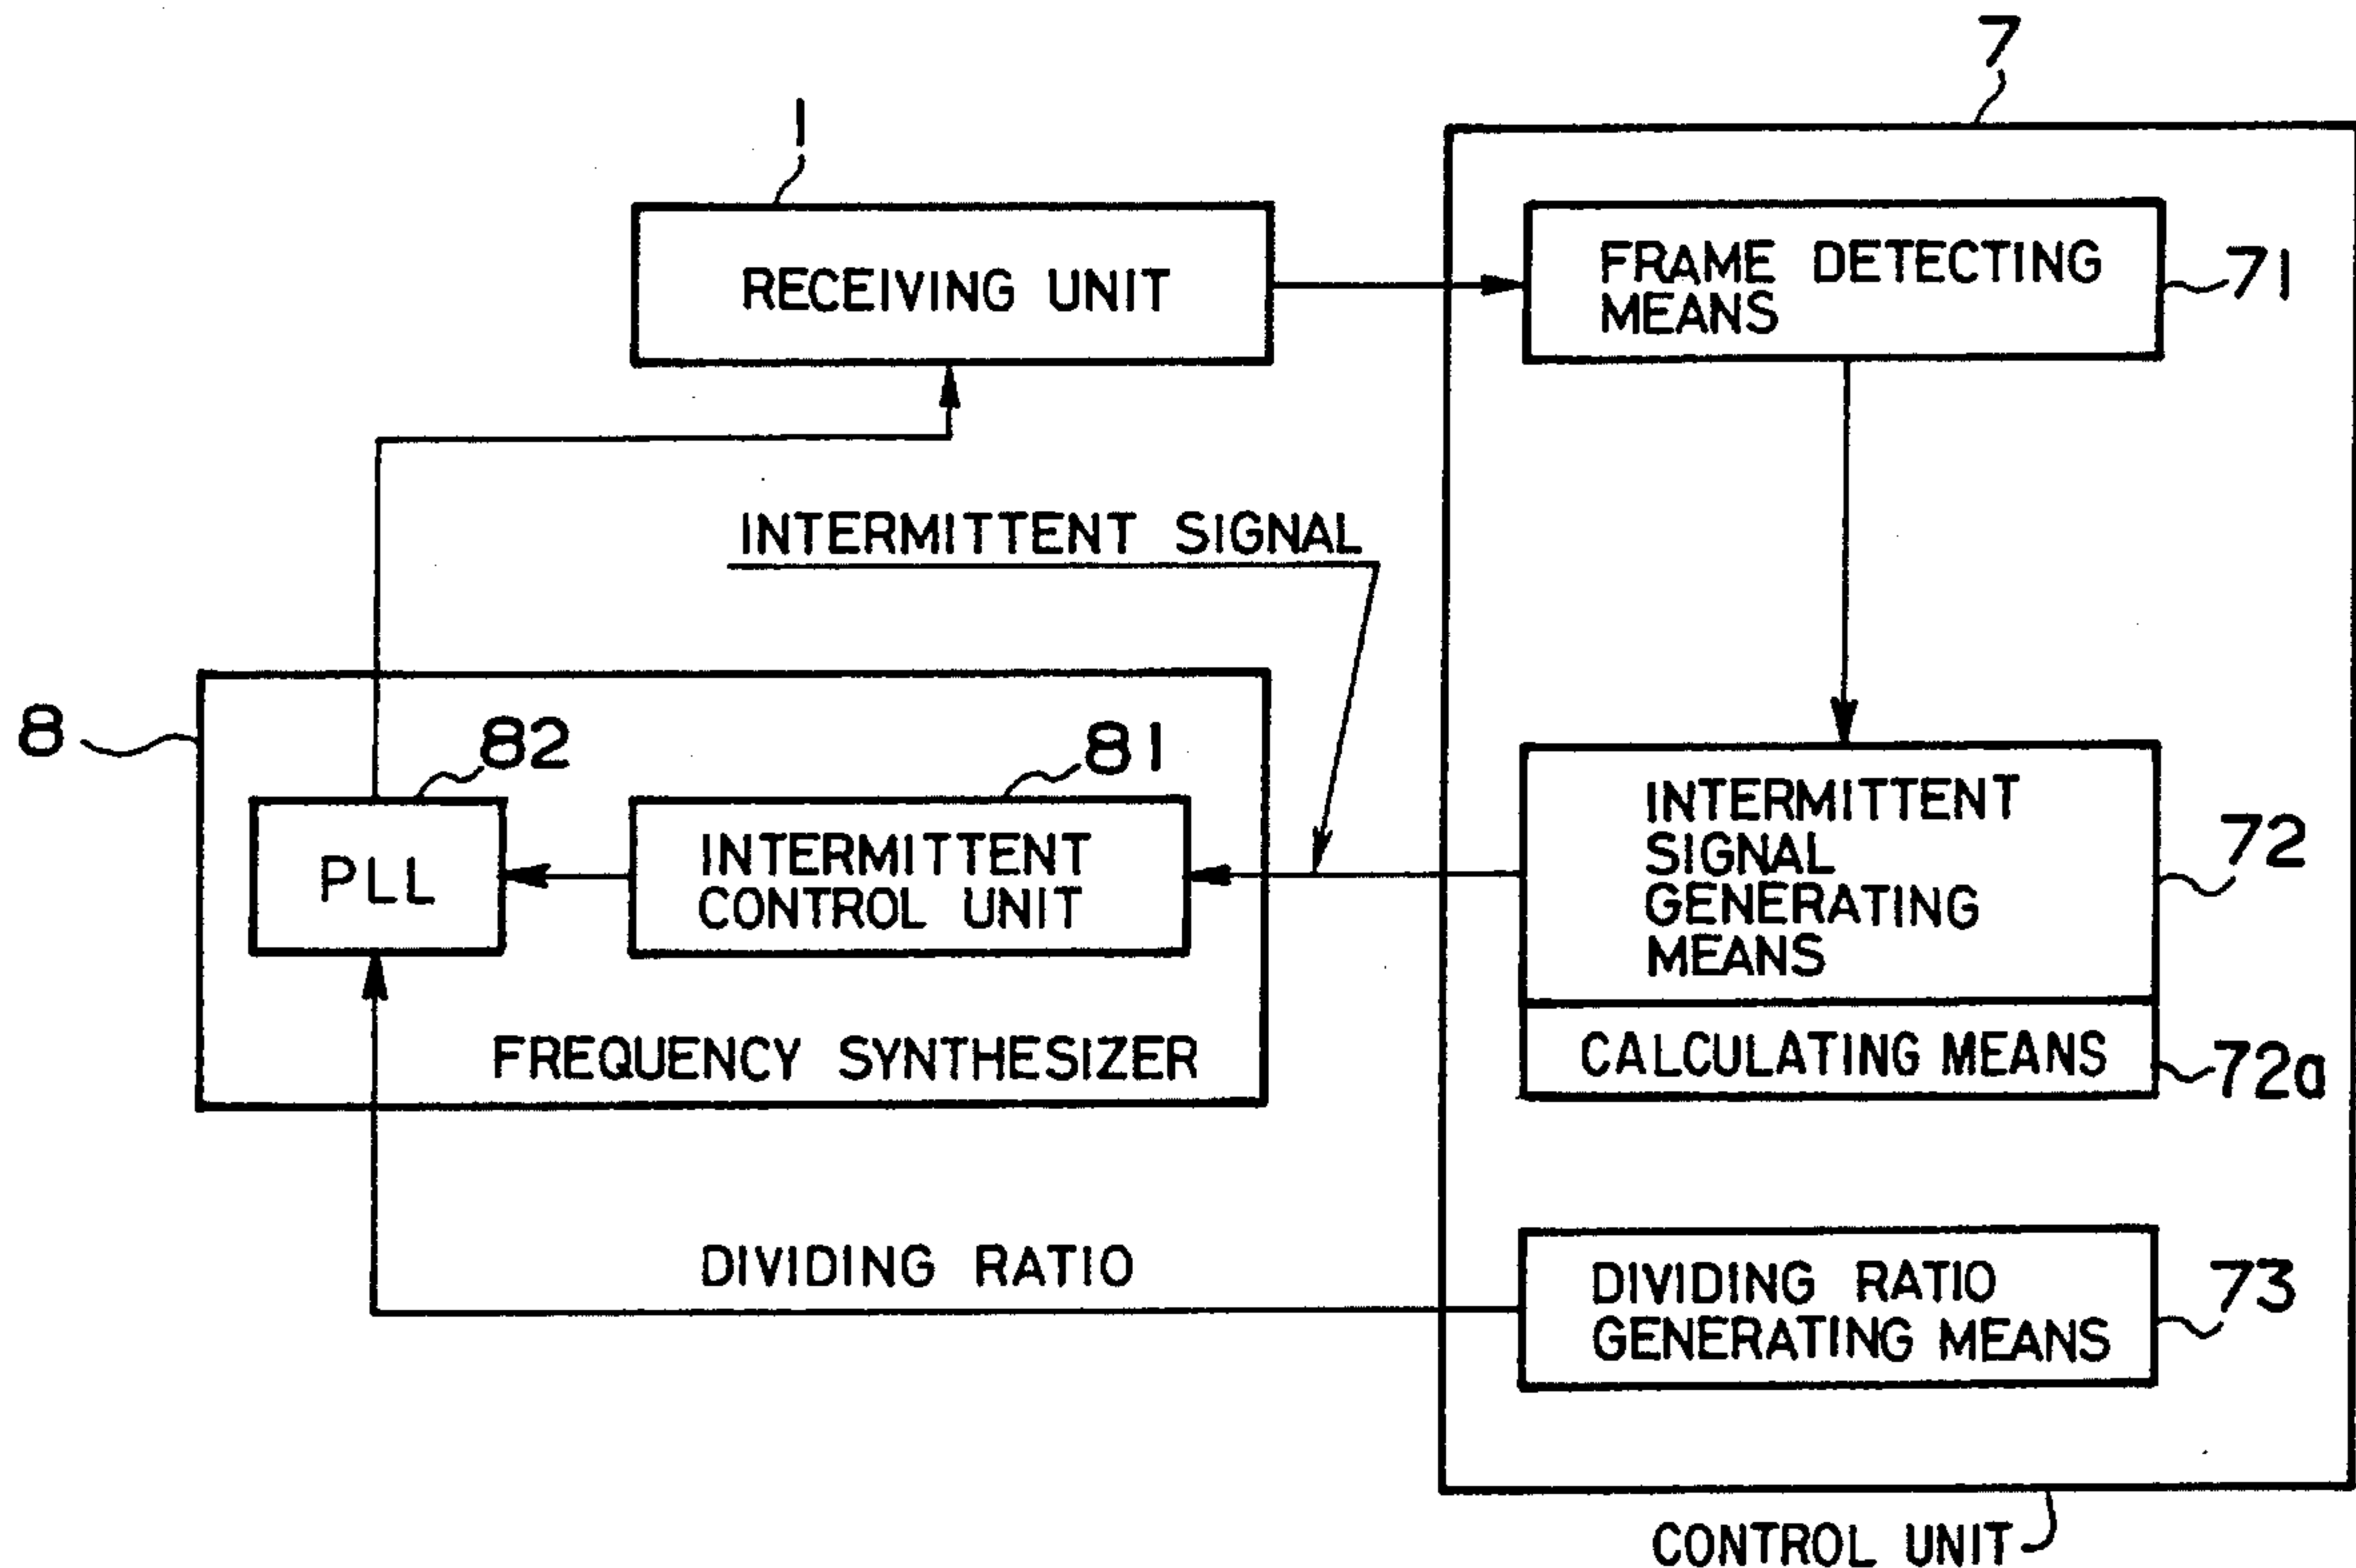 7
1
RECEIVING UNIT
FRAME DETECTING
MEANS
71
INTERMITTENT SIGNAL
8
82
81
PLL
INTERMITTENT
CONTROL UNIT
FREQUENCY SYNTHESIZER
INTERMITTENT
SIGNAL
GENERATING
MEANS
72
CALCULATING MEANS
72a
DIVIDING RATIO
DIVIDING RATIO
GENERATING MEANS
73
CONTROL UNIT